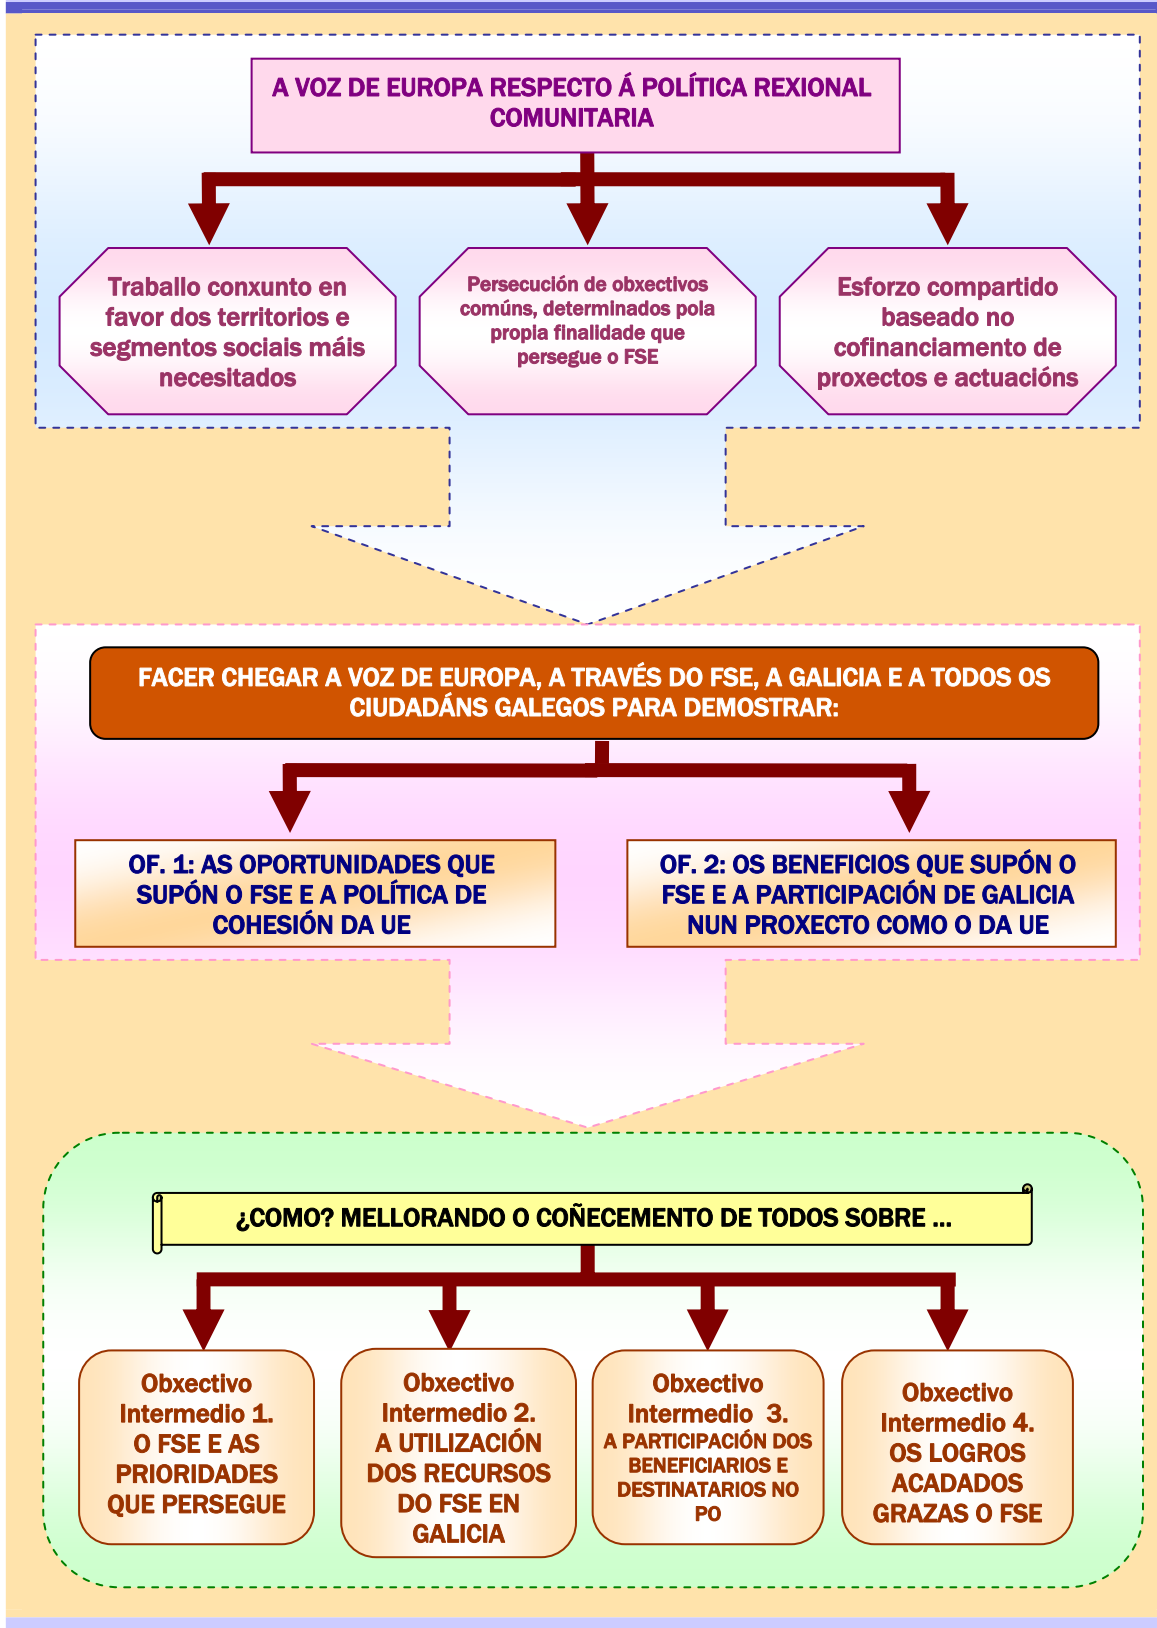 A VOZ DE EUROPA RESPECTO Á POLÍTICA REXIONAL
COMUNITARIA
Traballo conxunto en
favor dos territorios e
segmentos sociais máis
necesitados
Persecución de obxectivos
comúns, determinados pola
propia finalidade que
persegue o FSE
Esforzo compartido
baseado no
cofinanciamento de
proxectos e actuacións
FACER CHEGAR A VOZ DE EUROPA, A TRAVÉS DO FSE, A GALICIA E A TODOS OS
CIUDADÁNS GALEGOS PARA DEMOSTRAR:
OF. 1: AS OPORTUNIDADES QUE
SUPÓN O FSE E A POLÍTICA DE
COHESIÓN DA UE
OF. 2: OS BENEFICIOS QUE SUPÓN O
FSE E A PARTICIPACIÓN DE GALICIA
NUN PROXECTO COMO O DA UE
¿COMO? MELLORANDO O COÑECEMENTO DE TODOS SOBRE ...
Obxectivo
Intermedio 1.
O FSE E AS
PRIORIDADES
QUE PERSEGUE
Obxectivo
Intermedio 2.
A UTILIZACIÓN
DOS RECURSOS
DO FSE EN
GALICIA
Obxectivo
Intermedio 3.
A PARTICIPACIÓN DOS
BENEFICIARIOS E
DESTINATARIOS NO
PO
Obxectivo
Intermedio 4.
OS LOGROS
ACADADOS
GRAZAS O FSE